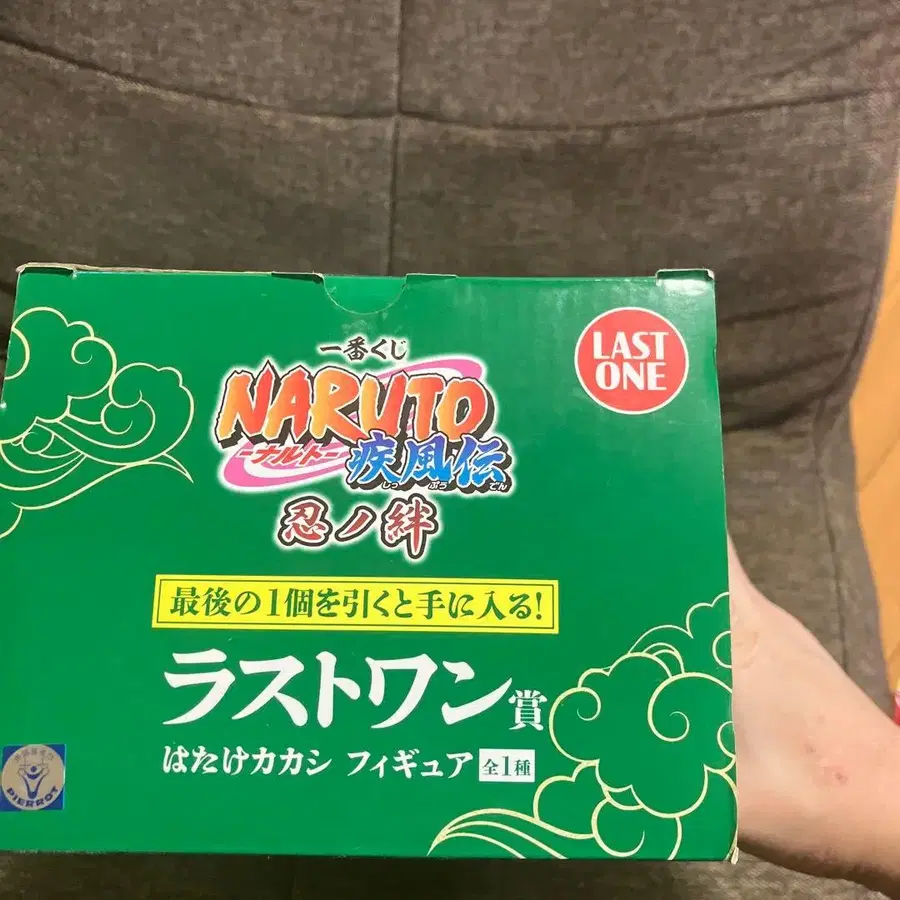 一番くじ
LAST
ONE
NARUTO
-ナルト-
疾風伝
しっ ぷう でん
忍ノ絆
最後の1個を引くと手に入る!
ラストワン賞
はたけカカシ フィギュア 全1種
PIERROT